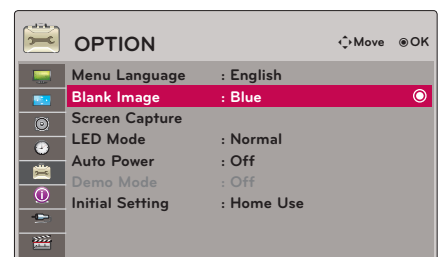 OPTION Move OK
Menu Language : English
Blank Image : Blue
Screen Capture
LED Mode : Normal
Auto Power : Off
Demo Mode : Off
Initial Setting : Home Use